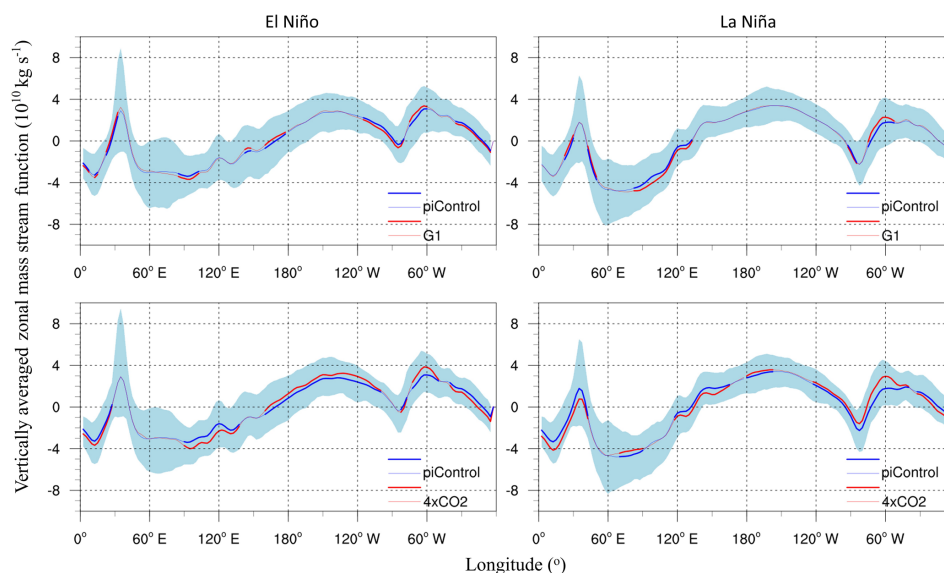 El Niño
La Niña
Vertically averaged zonal mass stream function (10¹⁰ kg s⁻¹)
8
4
0
-4
-8
piControl
G1
0° 60° E 120° E 180° 120° W 60° W
8
4
0
-4
-8
piControl
G1
0° 60° E 120° E 180° 120° W 60° W
8
4
0
-4
-8
piControl
4xCO2
0° 60° E 120° E 180° 120° W 60° W
8
4
0
-4
-8
piControl
4xCO2
0° 60° E 120° E 180° 120° W 60° W
Longitude (°)